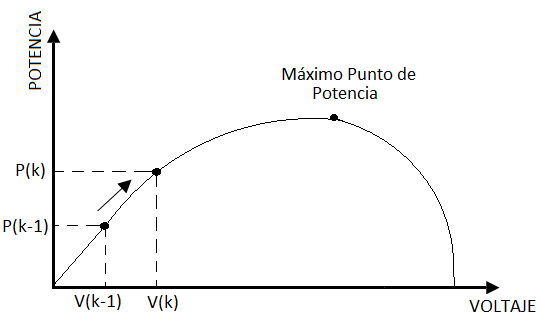 POTENCIA
Máximo Punto de
Potencia
P(k)
P(k-1)
V(k-1)
V(k)
VOLTAJE